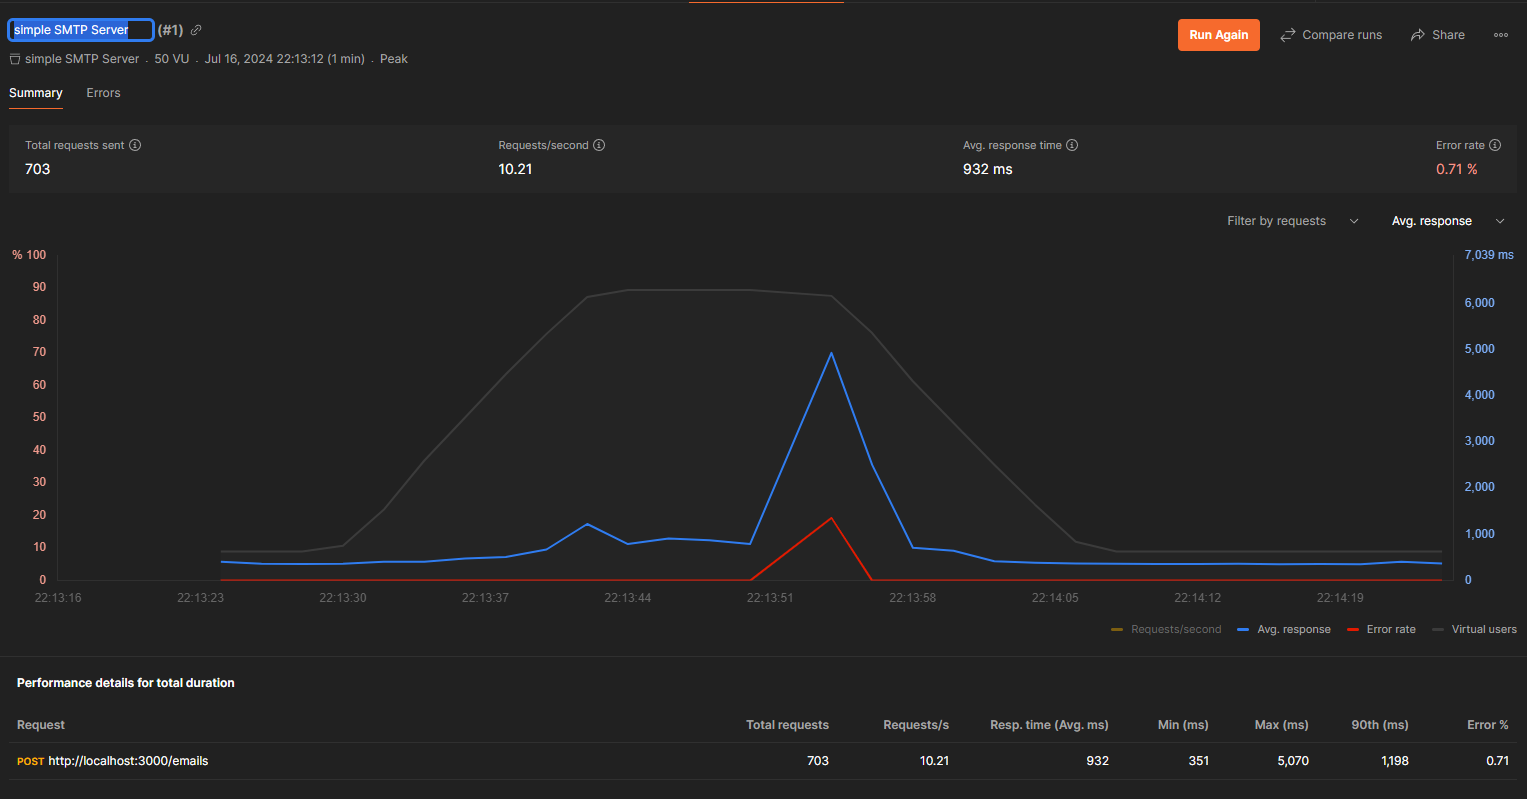 simple SMTP Server (#1) Run Again Compare runs Share
simple SMTP Server . 50 VU . Jul 16, 2024 22:13:12 (1 min) . Peak
Summary Errors
Total requests sent Requests/second Avg. response time Error rate
703 10.21 932 ms 0.71 %
Filter by requests Avg. response
% 100 7,039 ms
90
6,000
80
70 5,000
60
4,000
50
3,000
40
30
2,000
20
1,000
10
0 0
22:13:16 22:13:23 22:13:30 22:13:37 22:13:44 22:13:51 22:13:58 22:14:05 22:14:12 22:14:19
Requests/second Avg. response Error rate Virtual users
Performance details for total duration
Request Total requests Requests/s Resp. time (Avg. ms) Min (ms) Max (ms) 90th (ms) Error %
POST http://localhost:3000/emails 703 10.21 932 351 5,070 1,198 0.71